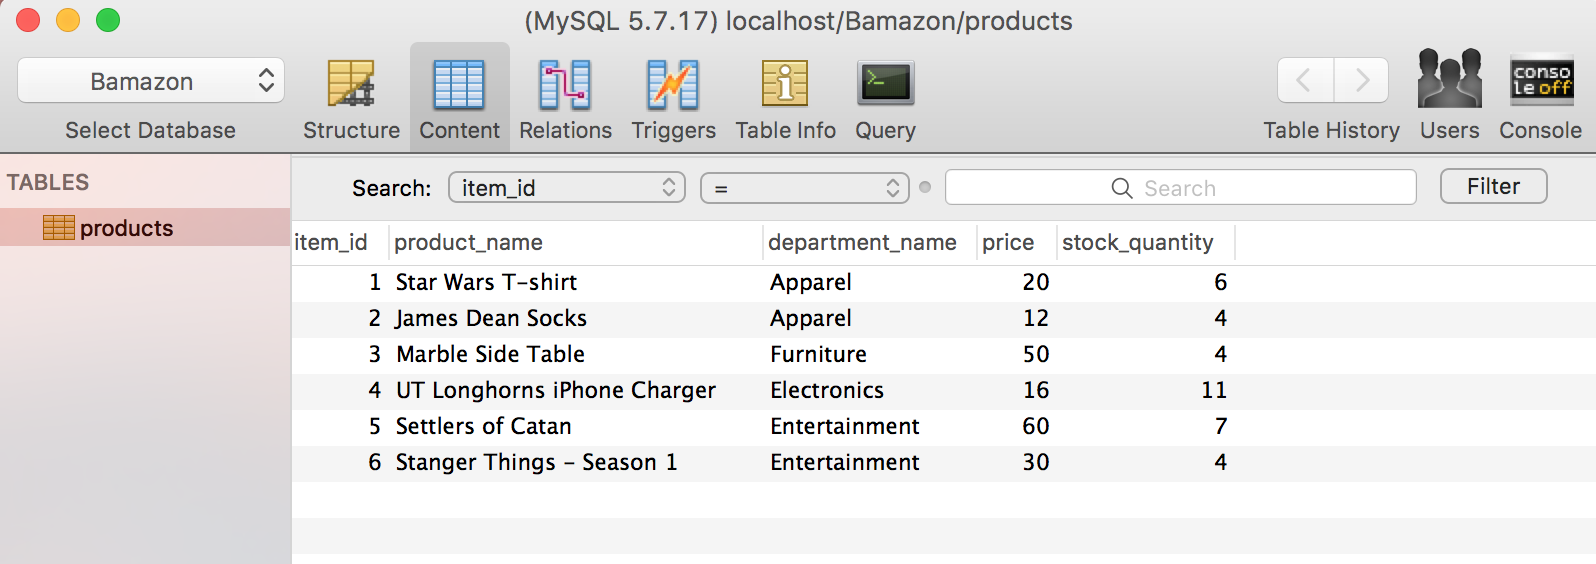 (MySQL 5.7.17) localhost/Bamazon/products
Bamazon
Select Database
Structure
Content
Relations
Triggers
Table Info
Query
Table History
Users
conso
le off
Console
TABLES
products
Search: item_id = Search Filter
item_id product_name department_name price stock_quantity
1 Star Wars T-shirt Apparel 20 6
2 James Dean Socks Apparel 12 4
3 Marble Side Table Furniture 50 4
4 UT Longhorns iPhone Charger Electronics 16 11
5 Settlers of Catan Entertainment 60 7
6 Stanger Things - Season 1 Entertainment 30 4